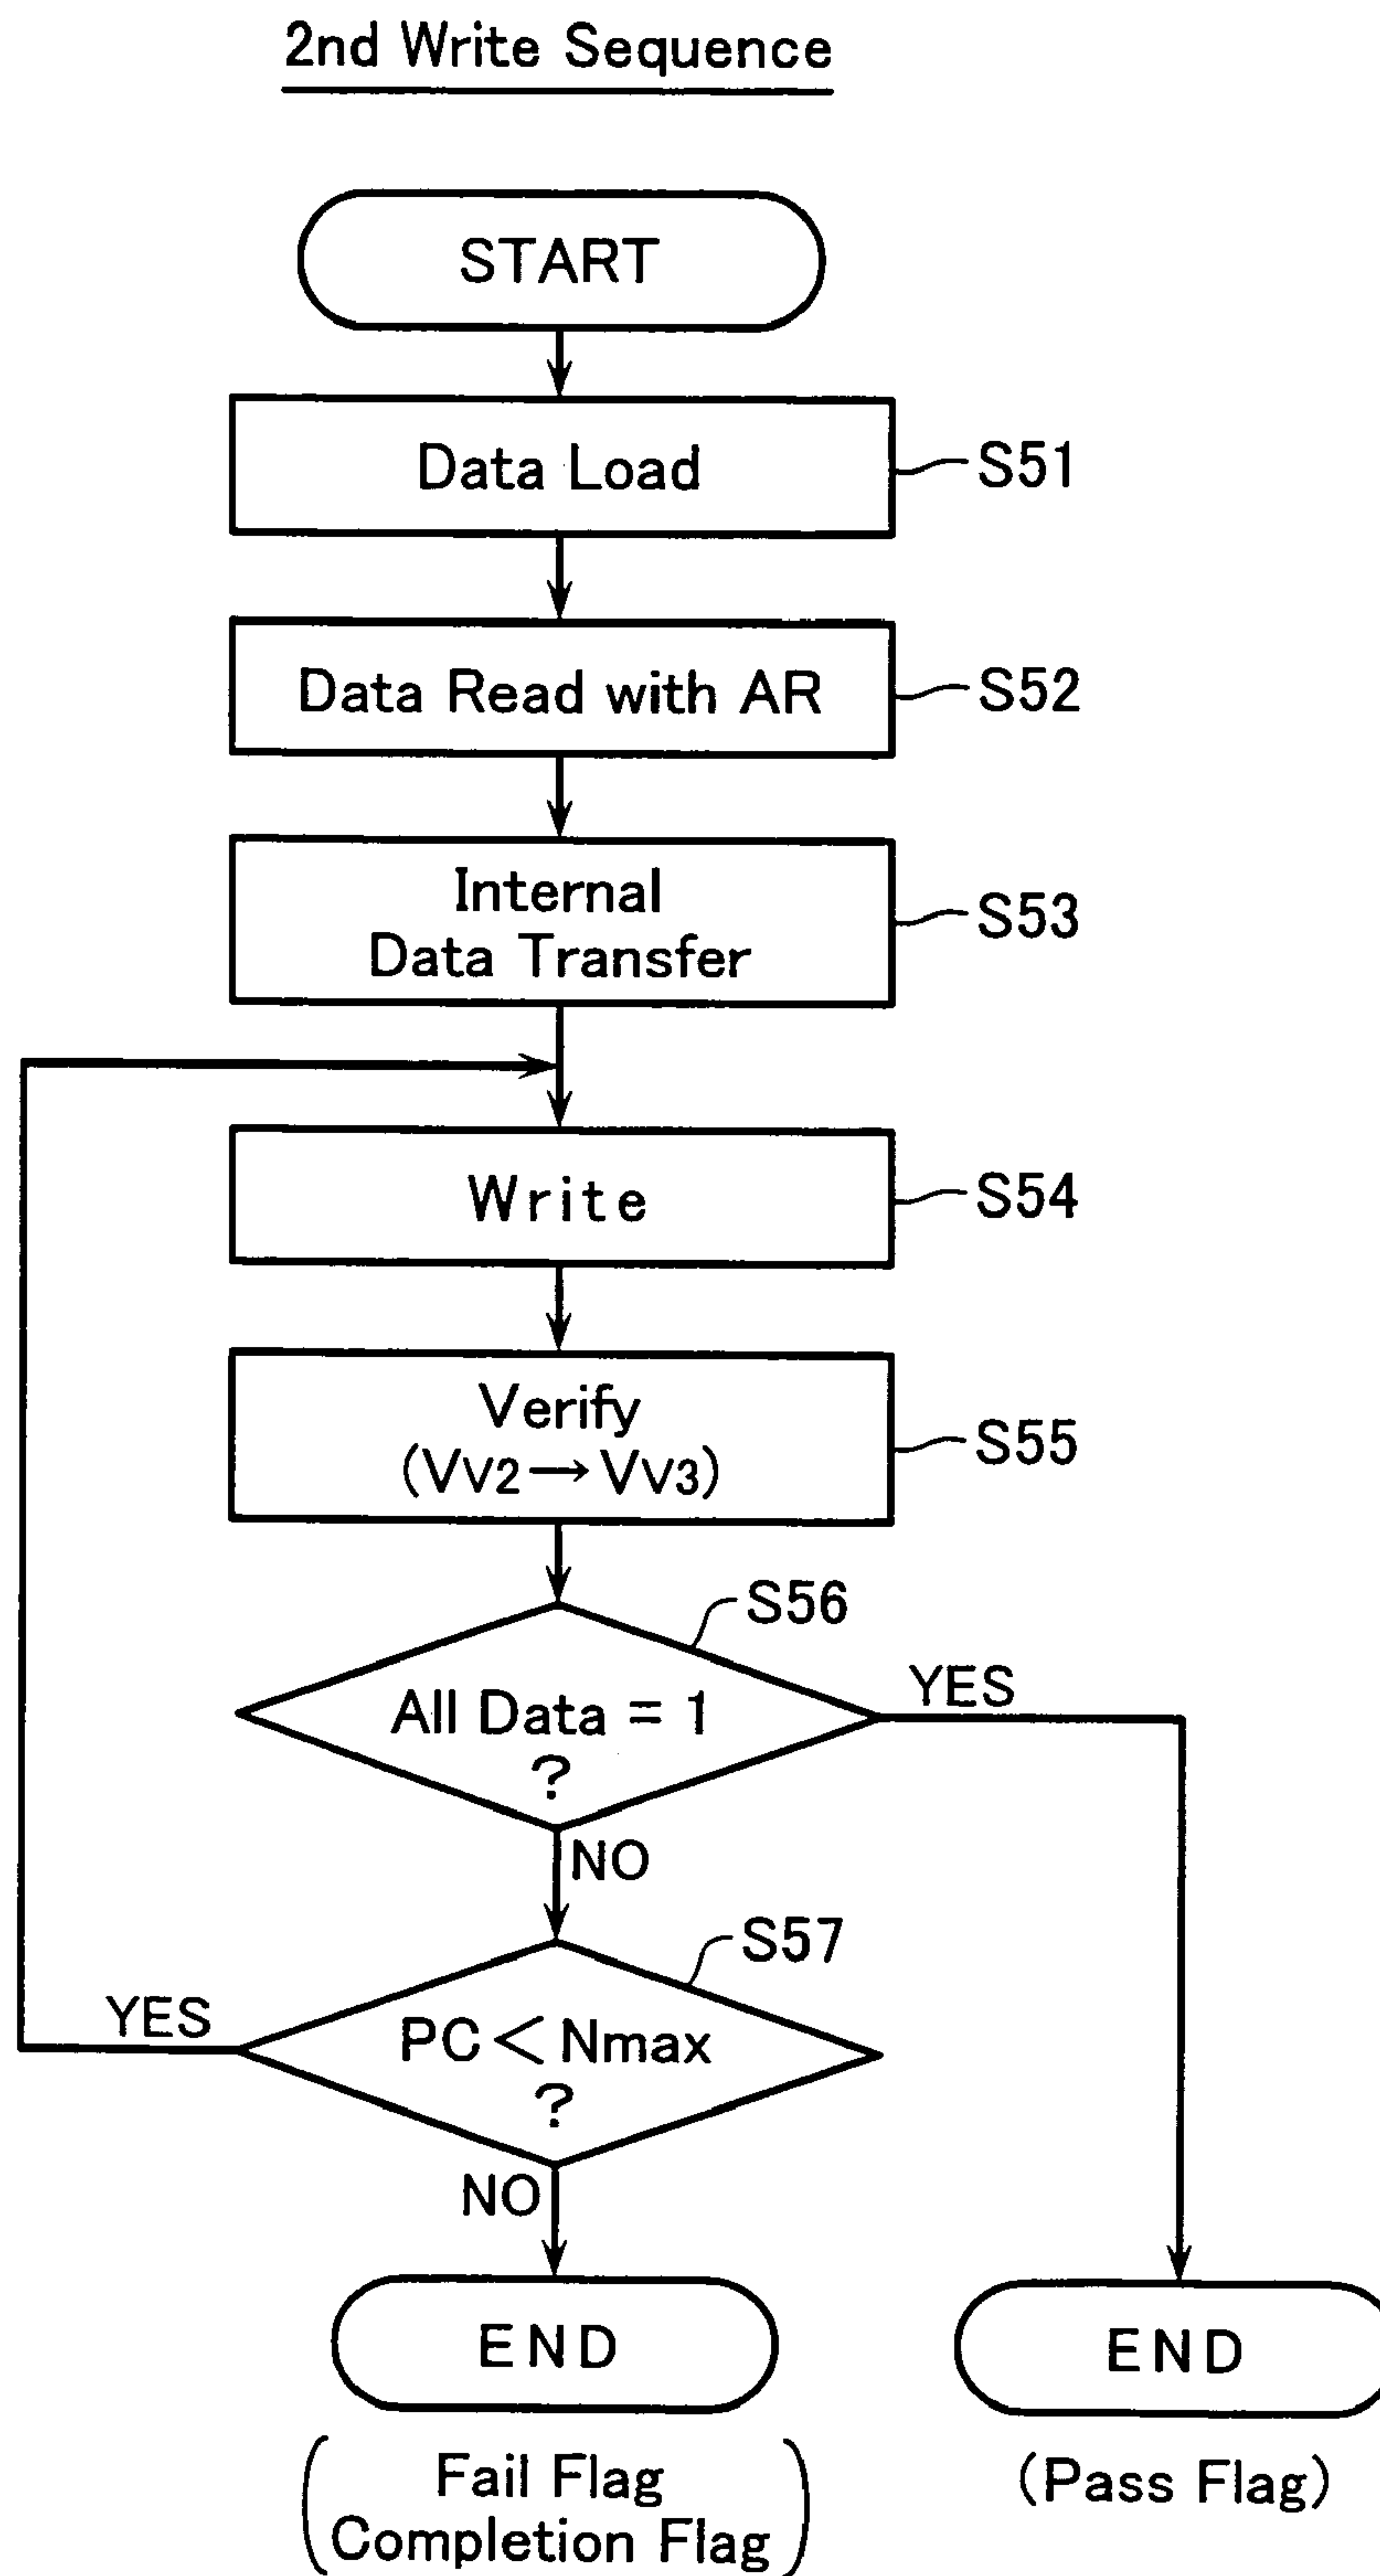 2nd Write Sequence
START
Data Load
S51
Data Read with AR
S52
Internal
Data Transfer
S53
Write
S54
Verify
(VV2→VV3)
S55
S56
All Data = 1
?
YES
NO
S57
YES
PC<Nmax
?
NO
END
END
Fail Flag
Completion Flag
(Pass Flag)